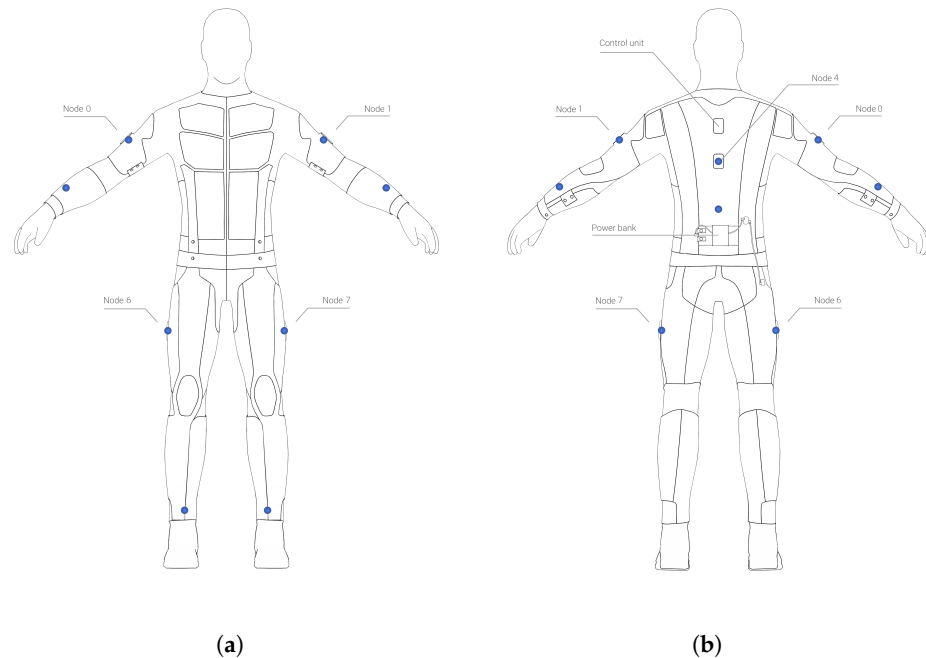 Control unit
Node 4
Node 0
Node 1
Node 1
Node 0
Power bank
Node 6
Node 7
Node 7
Node 6
(a)
(b)